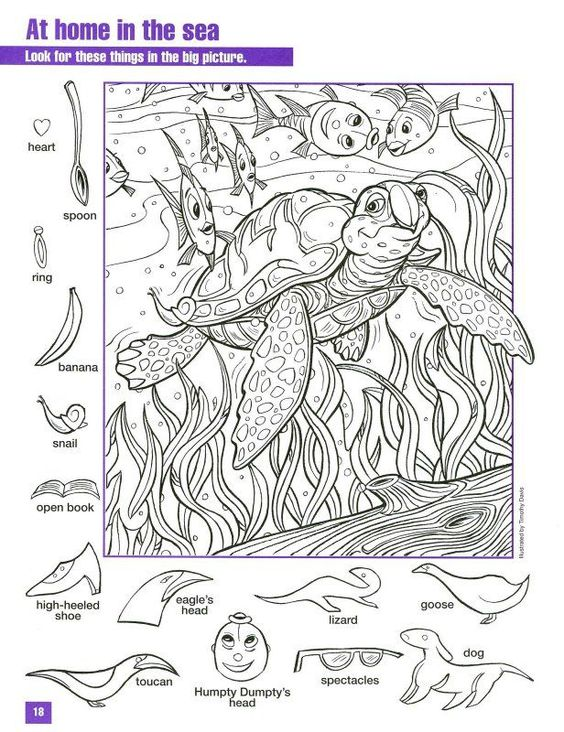 At home in the sea
Look for these things in the big picture.
heart
spoon
ring
banana
snail
open book
high-heeled
shoe
eagle's
head
lizard
goose
toucan
Humpty Dumpty's
head
spectacles
dog
Illustrated by Timothy Davis
18